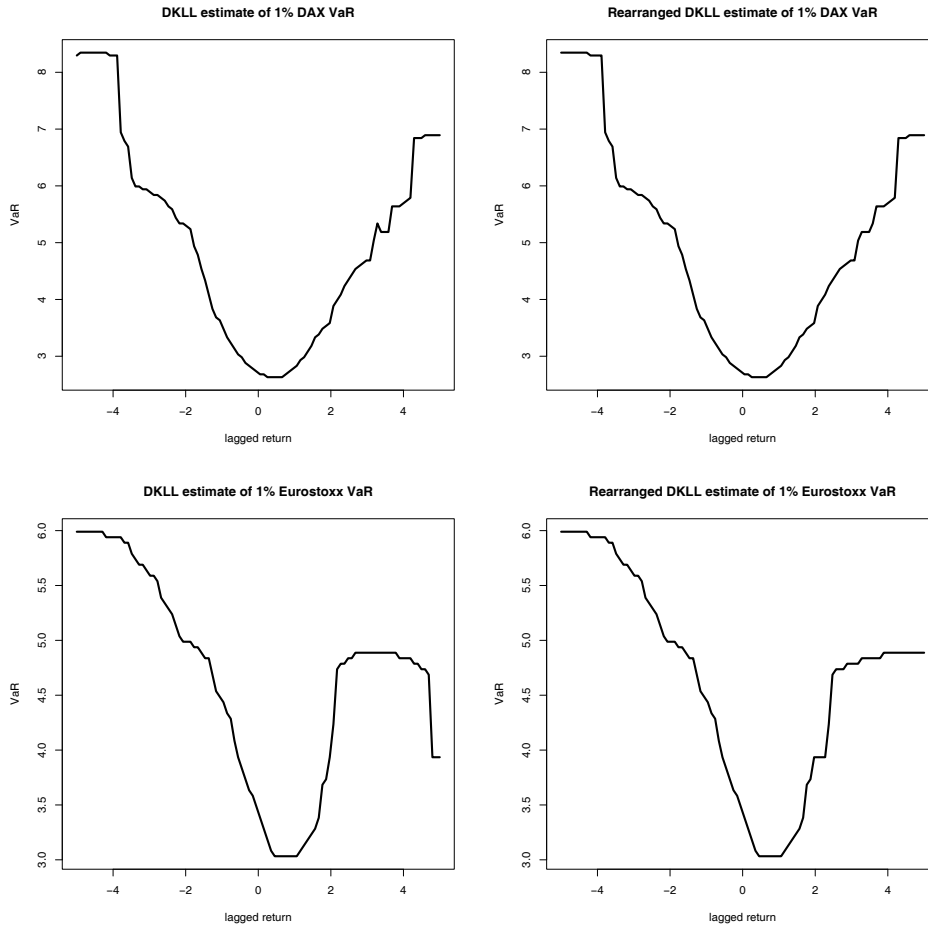 DKLL estimate of 1% DAX VaR
VaR
8
7
6
5
4
3
−4 −2 0 2 4
lagged return
Rearranged DKLL estimate of 1% DAX VaR
VaR
8
7
6
5
4
3
−4 −2 0 2 4
lagged return
DKLL estimate of 1% Eurostoxx VaR
VaR
6.0
5.5
5.0
4.5
4.0
3.5
3.0
−4 −2 0 2 4
lagged return
Rearranged DKLL estimate of 1% Eurostoxx VaR
VaR
6.0
5.5
5.0
4.5
4.0
3.5
3.0
−4 −2 0 2 4
lagged return